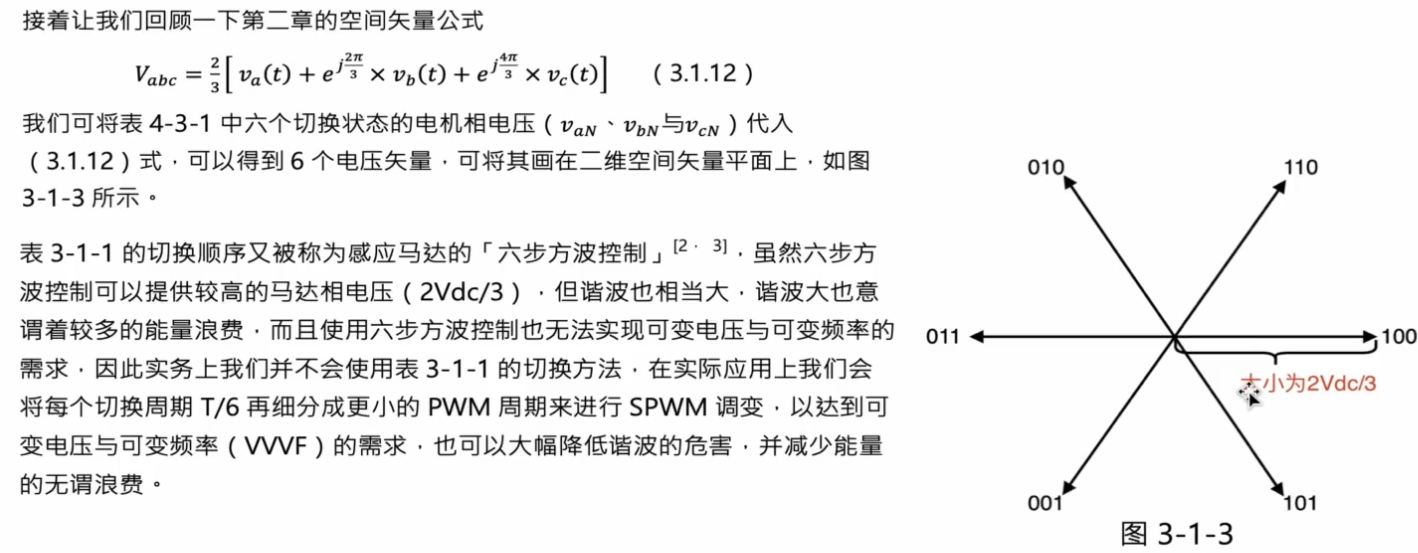 接着让我们回顾一下第二章的空间矢量公式
V_{abc} = \frac{2}{3}[ v_a(t) + e^{j\frac{2π}{3}} × v_b(t) + e^{j\frac{4π}{3}} × v_c(t)] （3.1.12）
我们可将表 4-3-1 中六个切换状态的电机相电压（v_{aN}、v_{bN}与v_{cN}）代入
（3.1.12）式，可以得到 6 个电压矢量，可将其画在二维空间矢量平面上，如图
3-1-3 所示。
表 3-1-1 的切换顺序又被称为感应马达的「六步方波控制」[2，3]，虽然六步方
波控制可以提供较高的马达相电压（2Vdc/3），但谐波也相当大，谐波大也意
谓着较多的能量浪费，而且使用六步方波控制也无法实现可变电压与可变频率的
需求，因此实务上我们并不会使用表 3-1-1 的切换方法，在实际应用上我们会
将每个切换周期 T/6 再细分成更小的 PWM 周期来进行 SPWM 调变，以达到可
变电压与可变频率（VVVF）的需求，也可以大幅降低谐波的危害，并减少能量
的无谓浪费。
010
110
011
100
大小为2Vdc/3
001
101
图 3-1-3